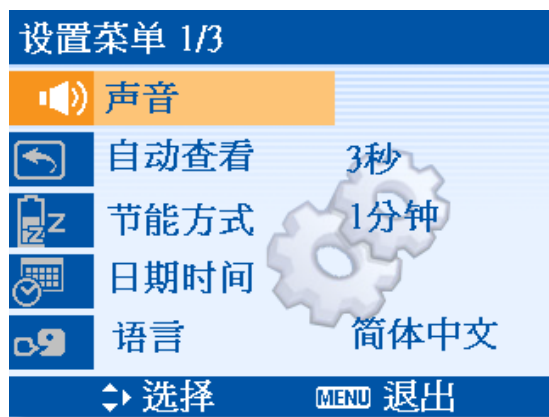 设置菜单 1/3
声音
自动查看 3秒
节能方式 1分钟
日期时间
语言 简体中文
选择 MENU 退出